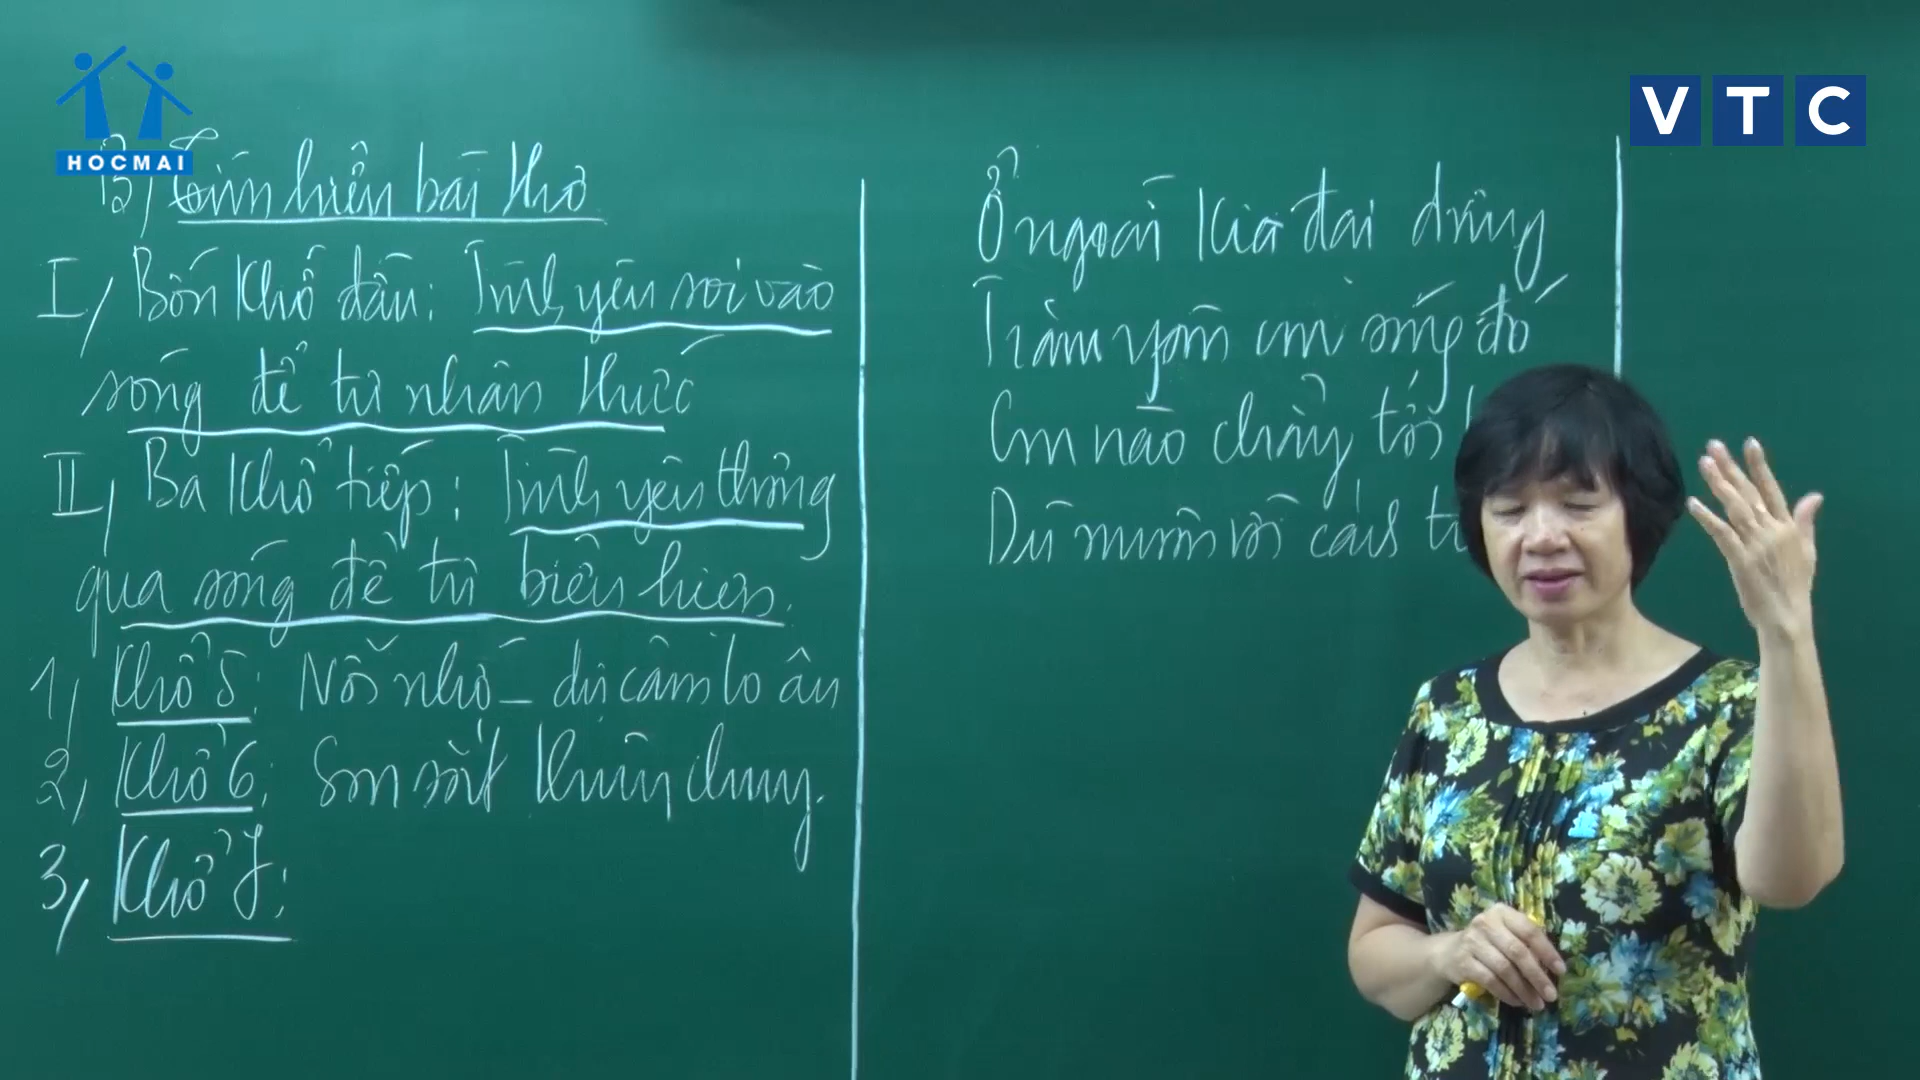 HOCMAI
VTC
B, Tìm hiểu bài thơ
I, Bốn khổ đầu: Tình yêu soi vào
sóng để tự nhận thức
II, Ba khổ tiếp: Tình yêu thông
qua sóng để tự biểu hiện.
1, Khổ 5: Nỗi nhớ - dự cảm lo âu
2, Khổ 6: Son sắt thủy chung.
3, Khổ 7:
Ở ngoài kia đại dương
Trăm ngàn con sóng đó
Con nào chẳng tới
Dù muôn vời cách